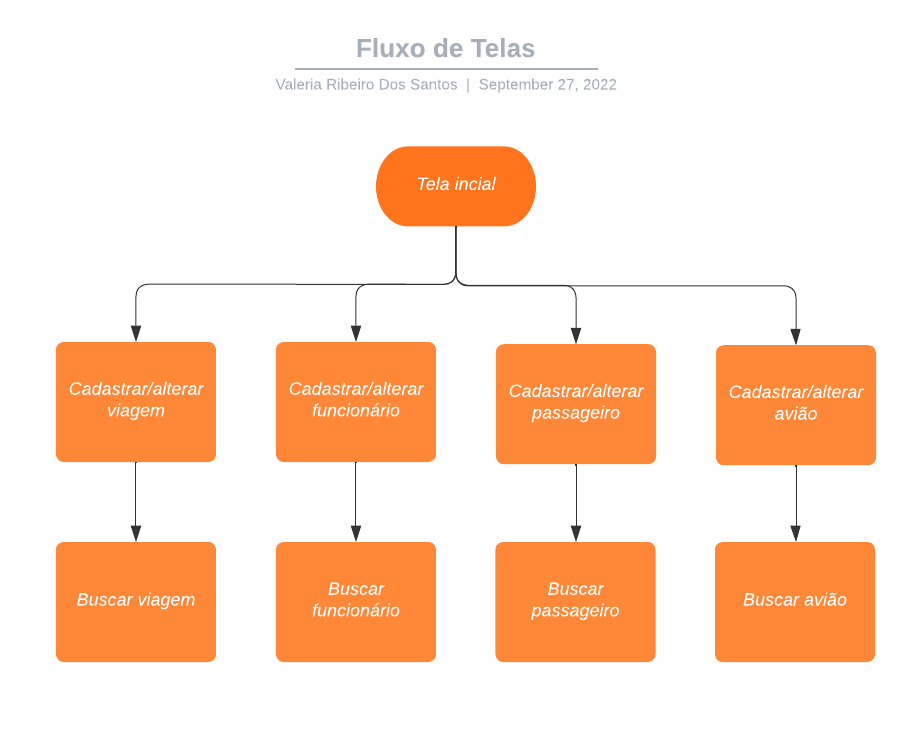 Fluxo de Telas
Valeria Ribeiro Dos Santos | September 27, 2022
Tela incial
Cadastrar/alterar
viagem
Cadastrar/alterar
funcionário
Cadastrar/alterar
passageiro
Cadastrar/alterar
avião
Buscar viagem
Buscar
funcionário
Buscar
passageiro
Buscar avião